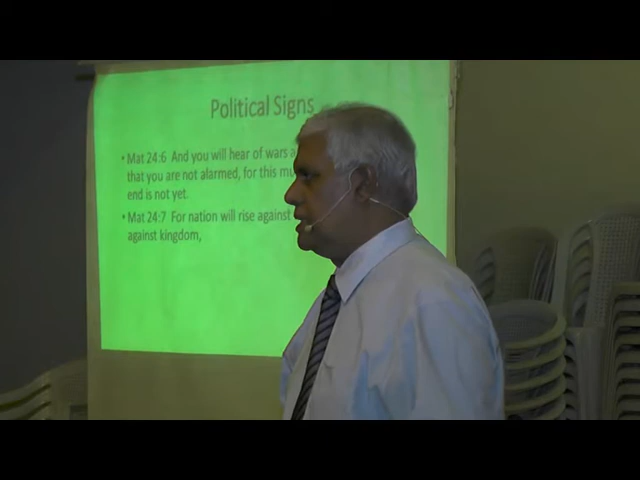 Political Signs
• Mat 24:6 And you will hear of wars
that you are not alarmed, for this
end is not yet.
• Mat 24:7 For nation will rise against
against kingdom,